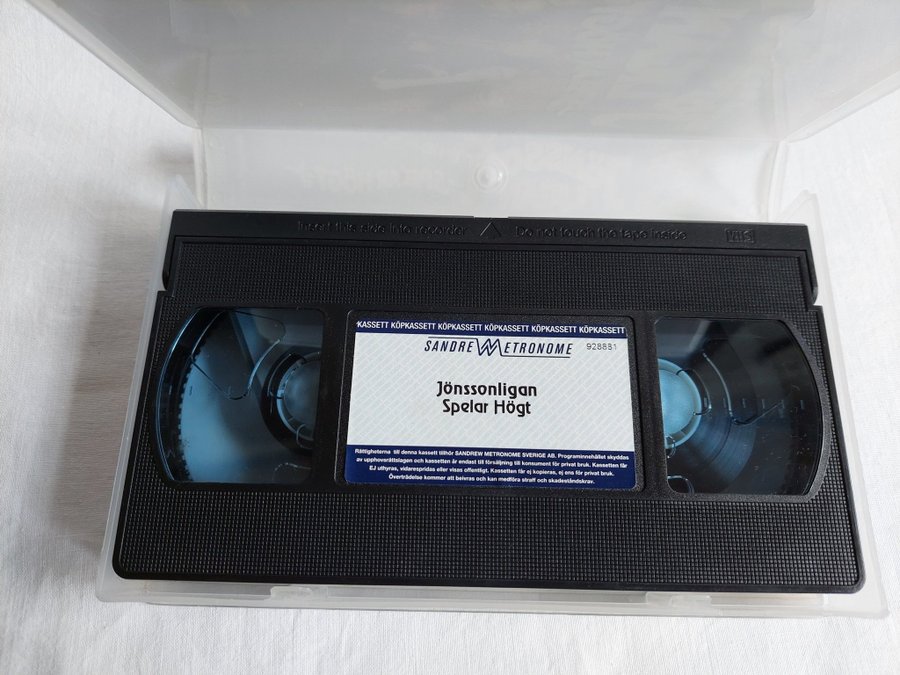 Insert this side into recorder △ Do not touch the tape inside VHS
KASSETT KÖPKASSETT KÖPKASSETT KÖPKASSETT KÖPKASSETT KÖPKASSETT
SANDREW METRONOME 928881
Jönssonligan
Spelar Högt
Rättigheterna till denna kassett tillhör SANDREW METRONOME SVERIGE AB. Programinnehållet skyddas
av upphovsrättslagen och kassetten är endast till försäljning till konsument för privat bruk. Kassetten får
EJ uthyras, vidarespridas eller visas offentligt. Kassetten får ej kopieras, ej ens för privat bruk.
Överträdelse kommer att beivras och kan medföra straff och skadeståndskrav.